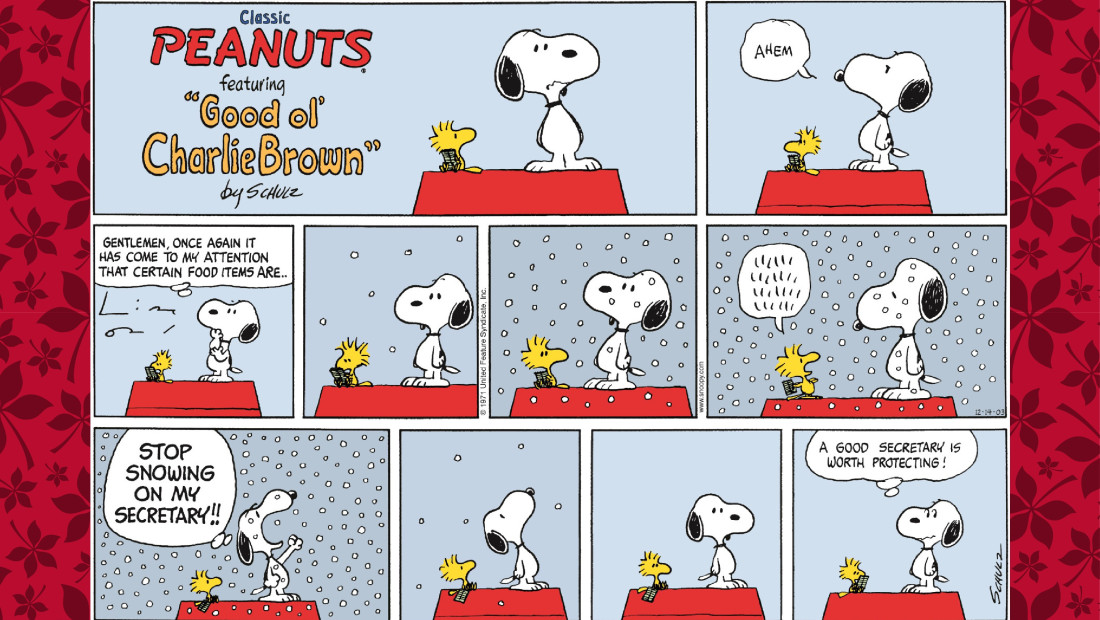 Classic
PEANUTS
featuring
"Good ol'
Charlie Brown"
by SCHULZ
AHEM
GENTLEMEN, ONCE AGAIN IT
HAS COME TO MY ATTENTION
THAT CERTAIN FOOD ITEMS ARE..
© 1971 United Feature Syndicate, Inc.
www.snoopy.com
12-14-03
STOP
SNOWING
ON MY
SECRETARY!!
A GOOD SECRETARY IS
WORTH PROTECTING!
SCHULZ